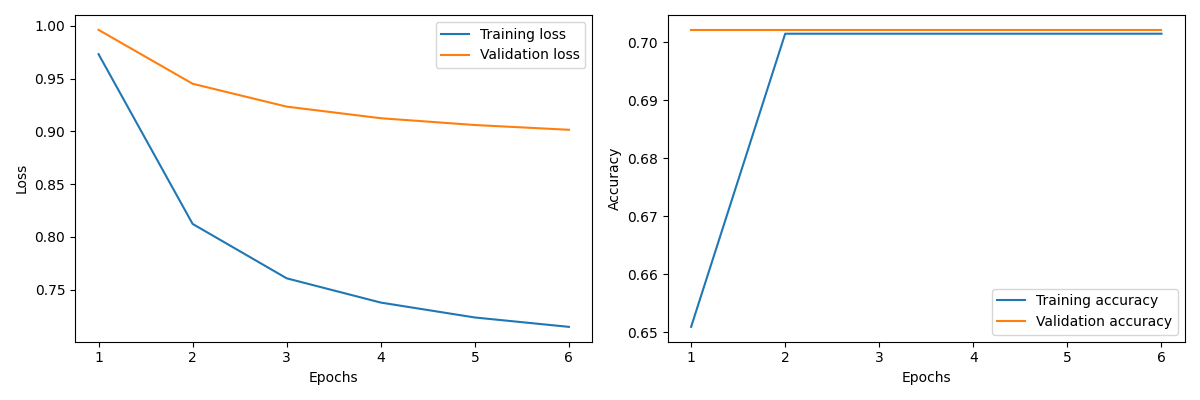 1.00
0.95
0.90
0.85
0.80
0.75
Loss
1 2 3 4 5 6
Epochs
Training loss
Validation loss
0.70
0.69
0.68
0.67
0.66
0.65
Accuracy
1 2 3 4 5 6
Epochs
Training accuracy
Validation accuracy